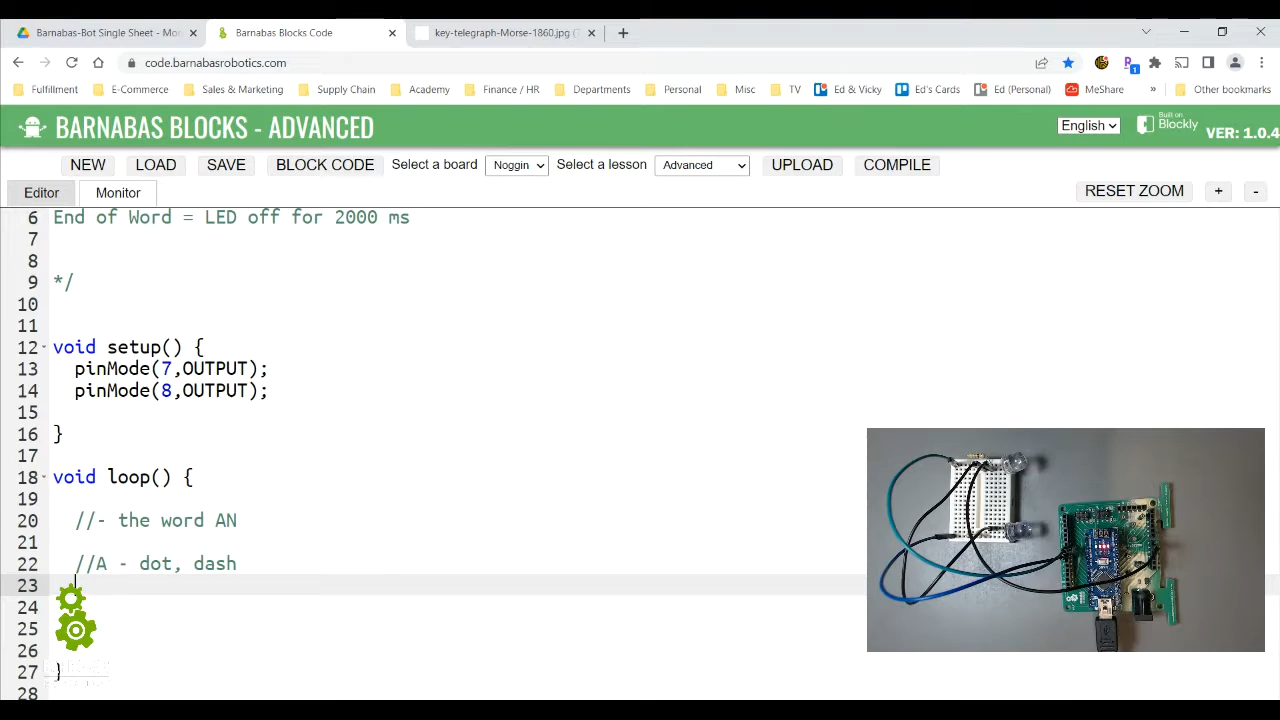 Barnabas-Bot Single Sheet - Mor
Barnabas Blocks Code
key-telegraph-Morse-1860.jpg (
code.barnabasrobotics.com
1
Fulfillment
E-Commerce
Sales & Marketing
Supply Chain
Academy
Finance / HR
Departments
Personal
Misc
TV
Ed & Vicky
Ed's Cards
Ed (Personal)
MeShare
»
Other bookmarks
BARNABAS BLOCKS - ADVANCED
English
Built on
Blockly
VER: 1.0.4
NEW
LOAD
SAVE
BLOCK CODE
Select a board
Noggin
Select a lesson
Advanced
UPLOAD
COMPILE
Editor
Monitor
RESET ZOOM
+
-
6 End of Word = LED off for 2000 ms
7
8
9 */
10
11
12 void setup() {
13 pinMode(7,OUTPUT);
14 pinMode(8,OUTPUT);
15
16 }
17
18 void loop() {
19
20 //- the word AN
21
22 //A - dot, dash
23
24
25
26
27 }
28